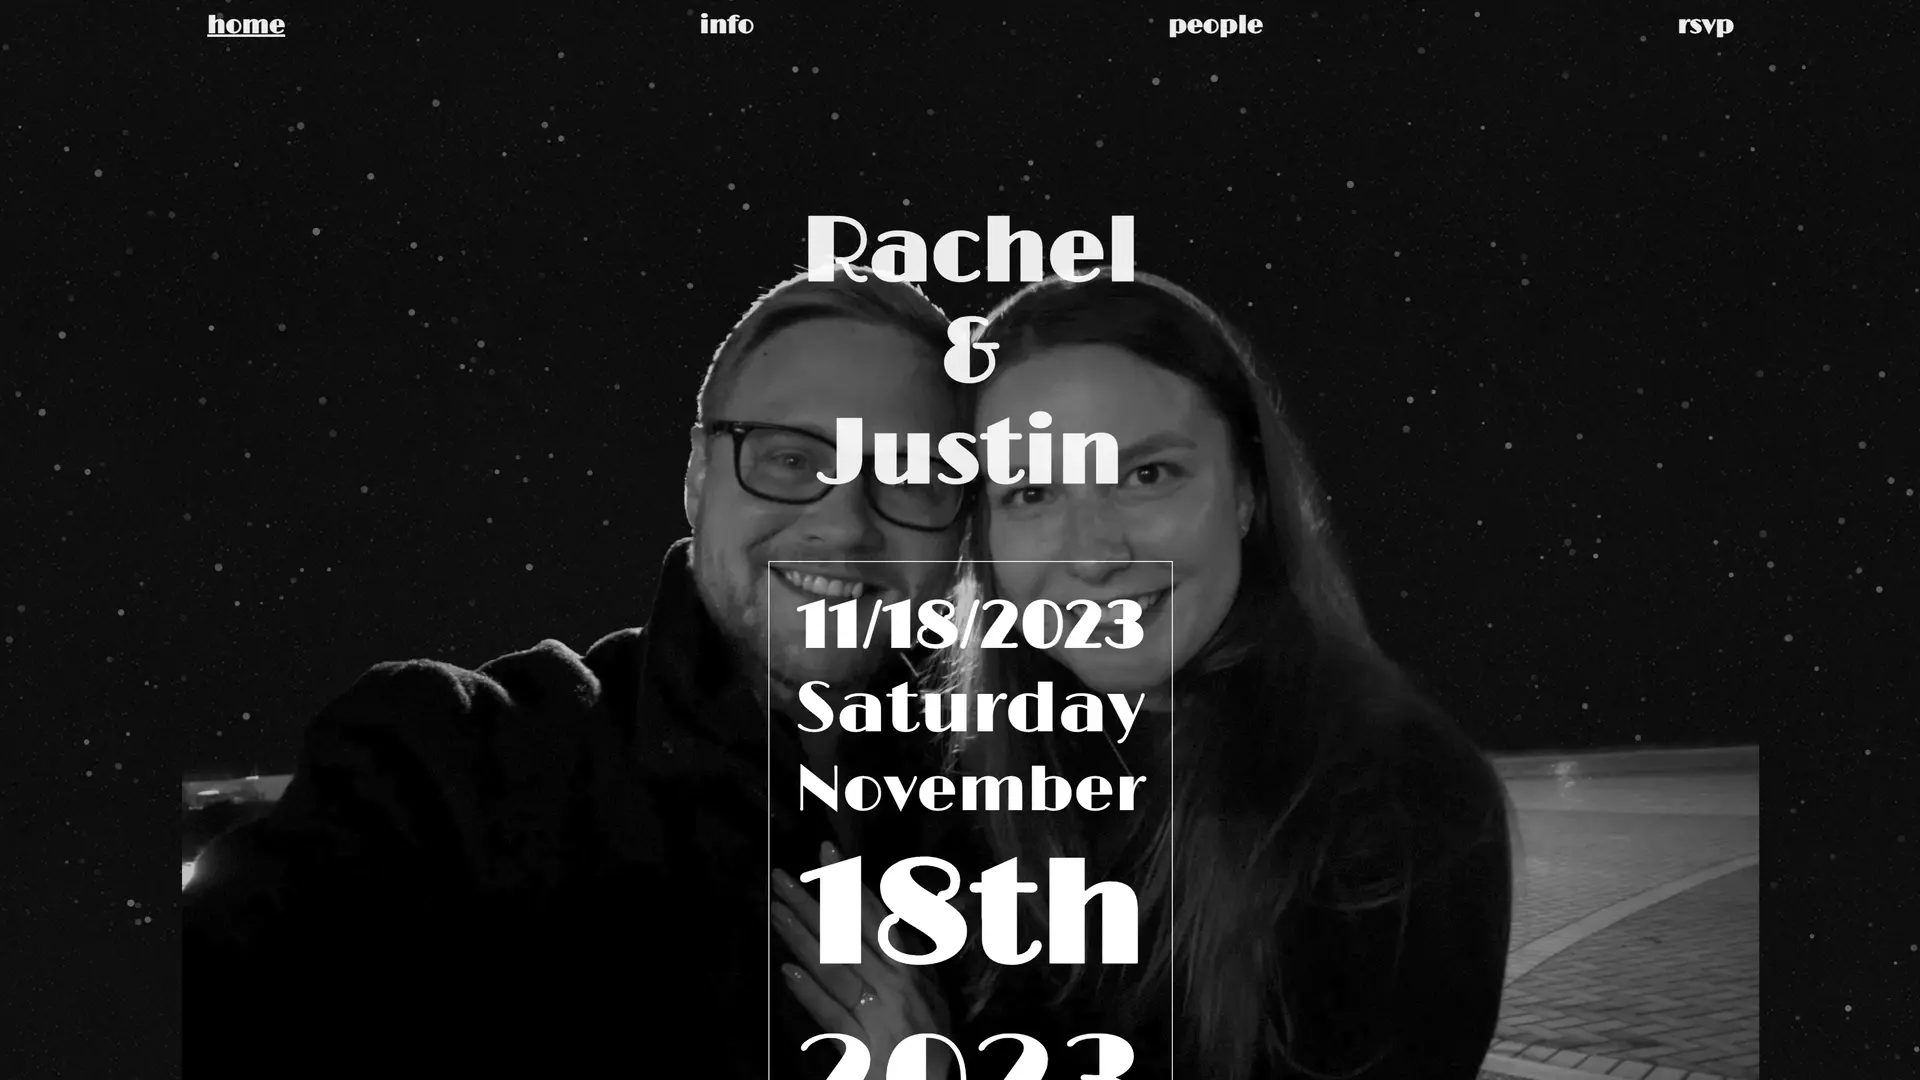 home
info
people
rsvp
Rachel
&
Justin
11/18/2023
Saturday
November
18th
2023